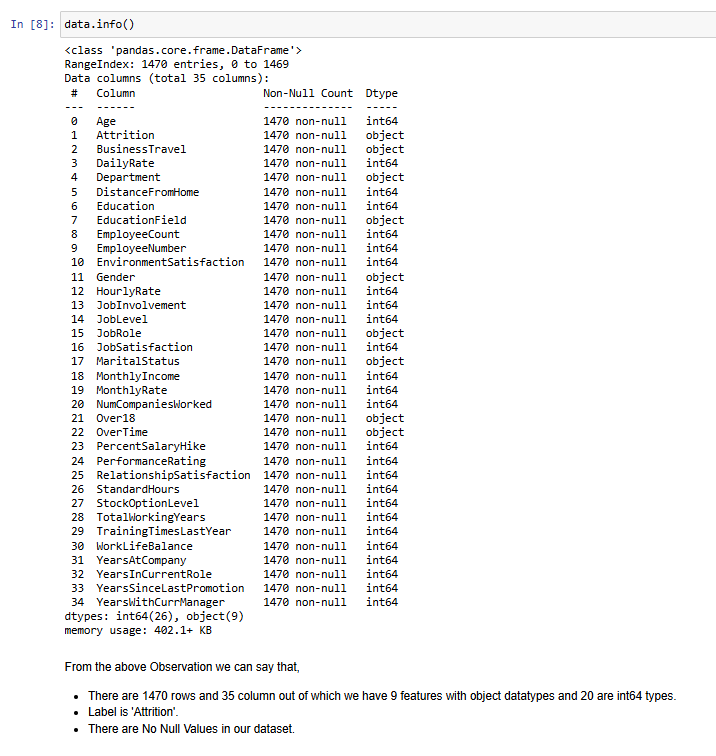 In [8]: data.info()
<class 'pandas.core.frame.DataFrame'>
RangeIndex: 1470 entries, 0 to 1469
Data columns (total 35 columns):
#   Column   Non-Null Count  Dtype
---  ------   --------------  -----
0   Age   1470 non-null   int64
1   Attrition   1470 non-null   object
2   BusinessTravel   1470 non-null   object
3   DailyRate   1470 non-null   int64
4   Department   1470 non-null   object
5   DistanceFromHome   1470 non-null   int64
6   Education   1470 non-null   int64
7   EducationField   1470 non-null   object
8   EmployeeCount   1470 non-null   int64
9   EmployeeNumber   1470 non-null   int64
10  EnvironmentSatisfaction   1470 non-null   int64
11  Gender   1470 non-null   object
12  HourlyRate   1470 non-null   int64
13  JobInvolvement   1470 non-null   int64
14  JobLevel   1470 non-null   int64
15  JobRole   1470 non-null   object
16  JobSatisfaction   1470 non-null   int64
17  MaritalStatus   1470 non-null   object
18  MonthlyIncome   1470 non-null   int64
19  MonthlyRate   1470 non-null   int64
20  NumCompaniesWorked   1470 non-null   int64
21  Over18   1470 non-null   object
22  OverTime   1470 non-null   object
23  PercentSalaryHike   1470 non-null   int64
24  PerformanceRating   1470 non-null   int64
25  RelationshipSatisfaction   1470 non-null   int64
26  StandardHours   1470 non-null   int64
27  StockOptionLevel   1470 non-null   int64
28  TotalWorkingYears   1470 non-null   int64
29  TrainingTimesLastYear   1470 non-null   int64
30  WorkLifeBalance   1470 non-null   int64
31  YearsAtCompany   1470 non-null   int64
32  YearsInCurrentRole   1470 non-null   int64
33  YearsSinceLastPromotion   1470 non-null   int64
34  YearsWithCurrManager   1470 non-null   int64
dtypes: int64(26), object(9)
memory usage: 402.1+ KB
From the above Observation we can say that,
• There are 1470 rows and 35 column out of which we have 9 features with object datatypes and 20 are int64 types.
• Label is 'Attrition'.
• There are No Null Values in our dataset.